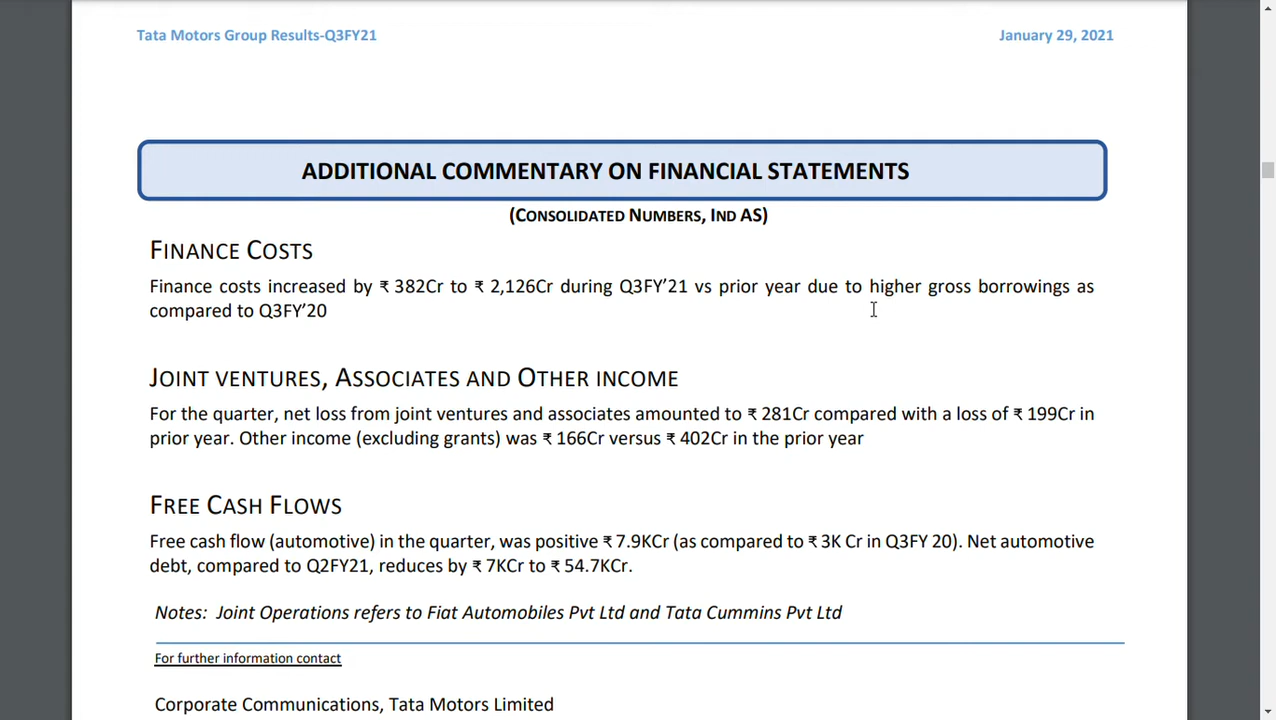 Tata Motors Group Results-Q3FY21 January 29, 2021
ADDITIONAL COMMENTARY ON FINANCIAL STATEMENTS
(CONSOLIDATED NUMBERS, IND AS)
FINANCE COSTS
Finance costs increased by ₹ 382Cr to ₹ 2,126Cr during Q3FY’21 vs prior year due to higher gross borrowings as
compared to Q3FY’20
JOINT VENTURES, ASSOCIATES AND OTHER INCOME
For the quarter, net loss from joint ventures and associates amounted to ₹ 281Cr compared with a loss of ₹ 199Cr in
prior year. Other income (excluding grants) was ₹ 166Cr versus ₹ 402Cr in the prior year
FREE CASH FLOWS
Free cash flow (automotive) in the quarter, was positive ₹ 7.9KCr (as compared to ₹ 3K Cr in Q3FY 20). Net automotive
debt, compared to Q2FY21, reduces by ₹ 7KCr to ₹ 54.7KCr.
Notes: Joint Operations refers to Fiat Automobiles Pvt Ltd and Tata Cummins Pvt Ltd
For further information contact
Corporate Communications, Tata Motors Limited